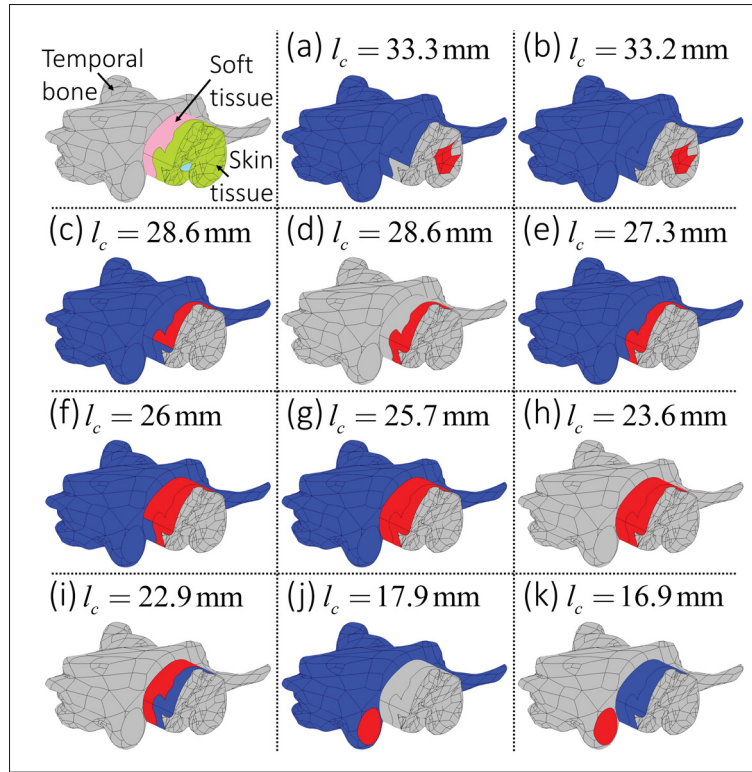 Temporal bone
Soft tissue
Skin tissue
(a) l_c = 33.3 mm
(b) l_c = 33.2 mm
(c) l_c = 28.6 mm
(d) l_c = 28.6 mm
(e) l_c = 27.3 mm
(f) l_c = 26 mm
(g) l_c = 25.7 mm
(h) l_c = 23.6 mm
(i) l_c = 22.9 mm
(j) l_c = 17.9 mm
(k) l_c = 16.9 mm